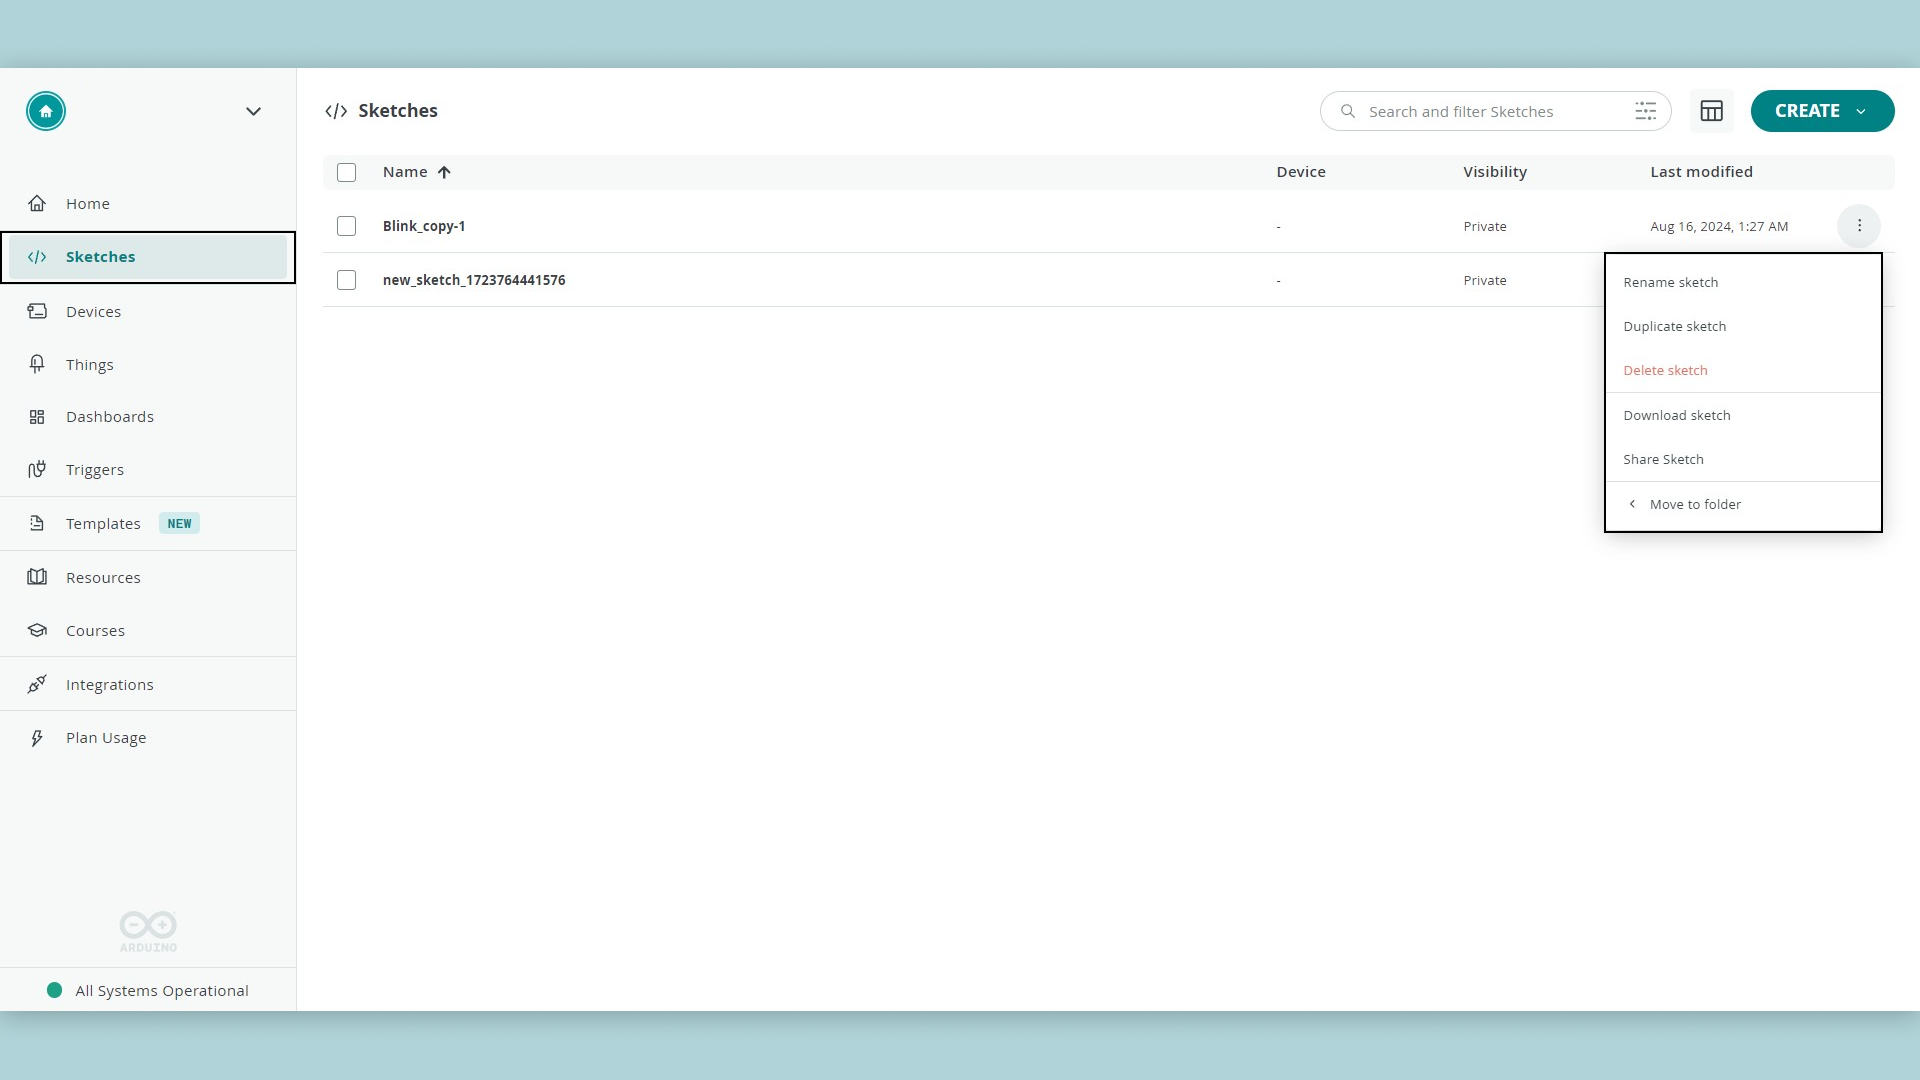 Sketches
Search and filter Sketches
CREATE
Name
Device
Visibility
Last modified
Blink_copy-1
-
Private
Aug 16, 2024, 1:27 AM
new_sketch_1723764441576
-
Private
Rename sketch
Duplicate sketch
Delete sketch
Download sketch
Share Sketch
Move to folder
Home
Sketches
Devices
Things
Dashboards
Triggers
Templates NEW
Resources
Courses
Integrations
Plan Usage
ARDUINO
All Systems Operational